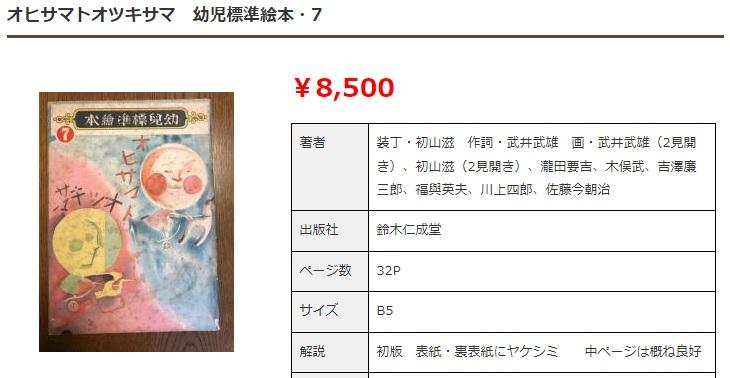 オヒサマトオツキサマ　幼児標準絵本・7
￥8,500
著者
装丁・初山滋　作詞・武井武雄　画・武井武雄（2見開
き）、初山滋（2見開き）、瀧田要吉、木俣武、吉澤廉
三郎、福與英夫、川上四郎、佐藤今朝治
出版社
鈴木仁成堂
ページ数
32P
サイズ
B5
解説
初版　表紙・裏表紙にヤケシミ　　中ページは概ね良好
本繪準標兒幼
7
オヒサマト
オツキサマ